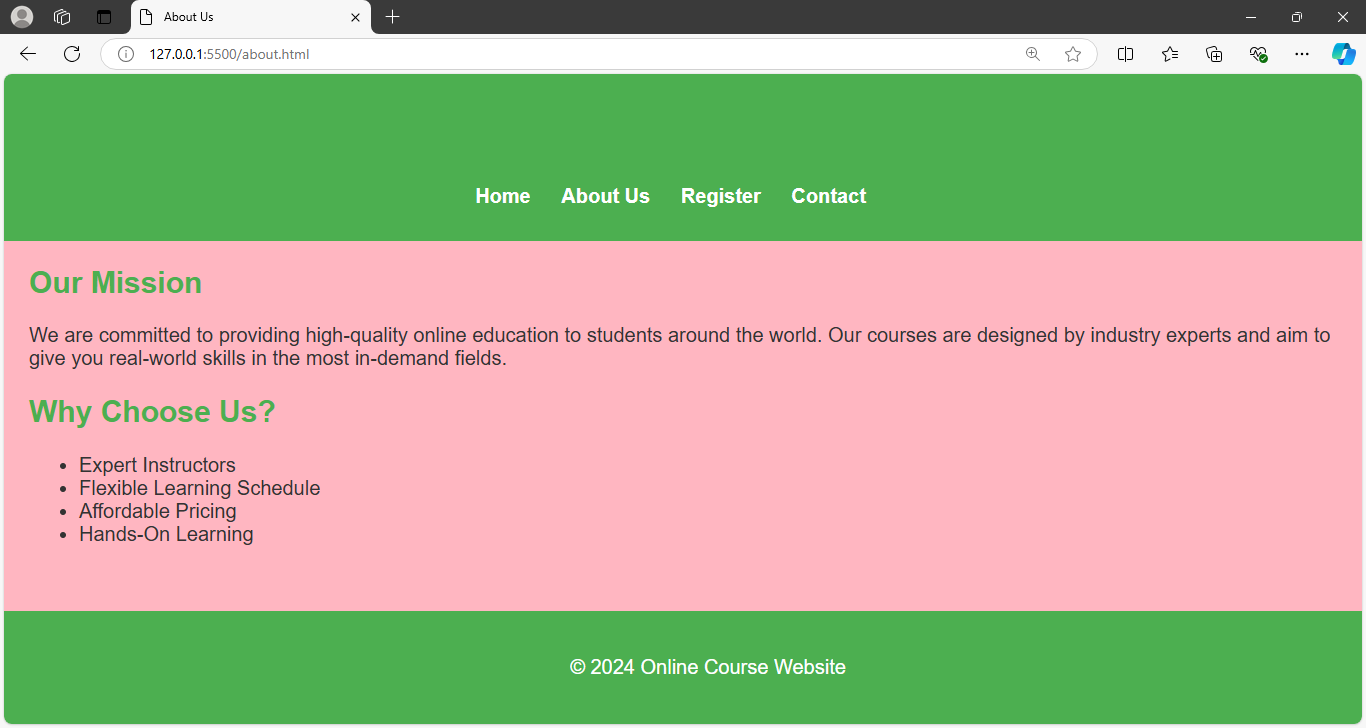 About Us
127.0.0.1:5500/about.html
Home About Us Register Contact
Our Mission
We are committed to providing high-quality online education to students around the world. Our courses are designed by industry experts and aim to
give you real-world skills in the most in-demand fields.
Why Choose Us?
• Expert Instructors
• Flexible Learning Schedule
• Affordable Pricing
• Hands-On Learning
© 2024 Online Course Website